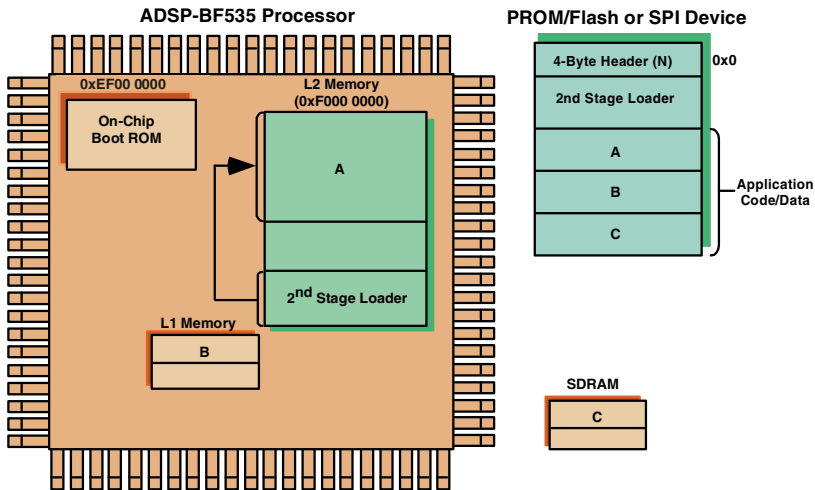 ADSP-BF535 Processor
PROM/Flash or SPI Device
0xEF00 0000
On-Chip
Boot ROM
L2 Memory
(0xF000 0000)
A
2nd Stage Loader
L1 Memory
B
4-Byte Header (N)
0x0
2nd Stage Loader
A
B
C
Application
Code/Data
SDRAM
C